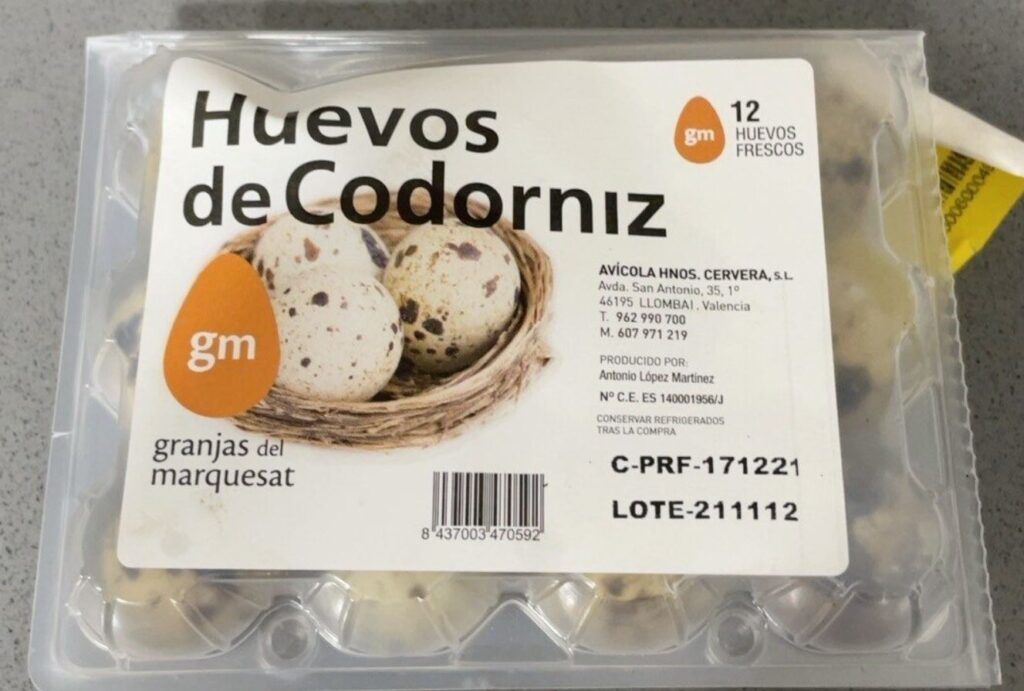 Huevos
de Codorniz
gm
12
HUEVOS
FRESCOS
AVÍCOLA HNOS. CERVERA, S.L.
Avda. San Antonio, 35, 1º
46195 LLOMBAI. Valencia
T. 962 990 700
M. 607 971 219
PRODUCIDO POR:
Antonio López Martínez
Nº C.E. ES 140001956/J
CONSERVAR REFRIGERADOS
TRAS LA COMPRA
C-PRF-171221
LOTE-211112
gm
granjas del
marquesat
8 437003 470592